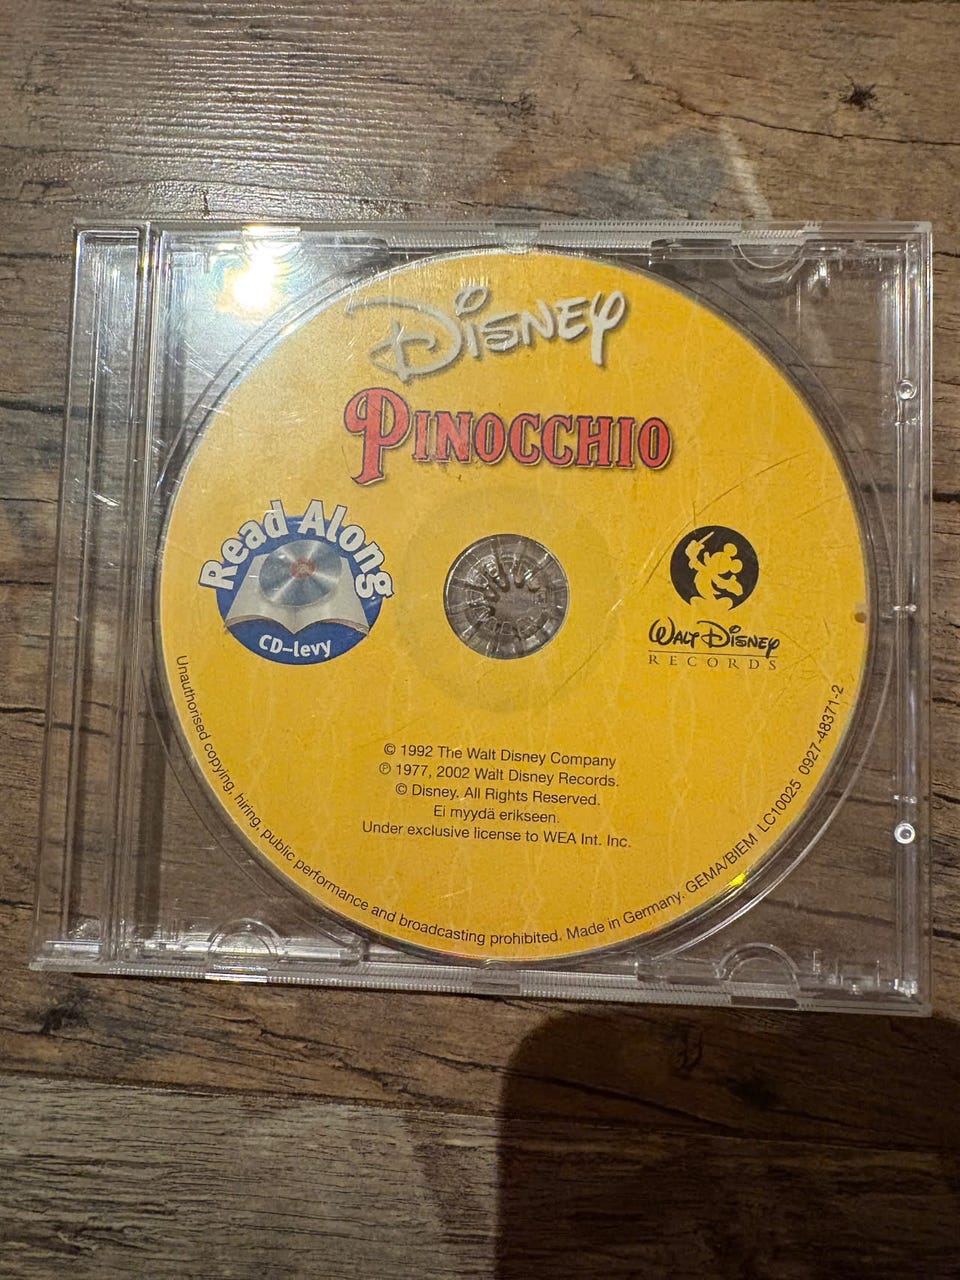 Disney
PINOCCHIO
Read Along
CD-levy
WALT DISNEY
RECORDS
© 1992 The Walt Disney Company
℗ 1977, 2002 Walt Disney Records.
© Disney. All Rights Reserved.
Ei myydä erikseen.
Under exclusive license to WEA Int. Inc.
Unauthorised copying, hiring, public performance and broadcasting prohibited. Made in Germany. GEMA/BIEM LC10025 0927-48371-2